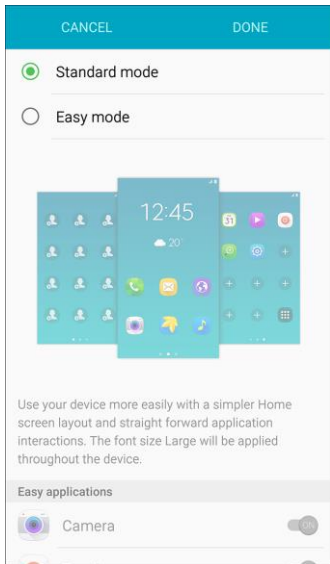 CANCEL DONE
Standard mode
Easy mode
12:45
20°
31
Use your device more easily with a simpler Home
screen layout and straight forward application
interactions. The font size Large will be applied
throughout the device.
Easy applications
Camera ON